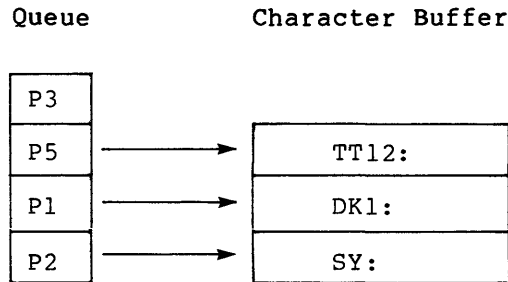 Queue Character Buffer
P3
P5 TT12:
P1 DK1:
P2 SY: